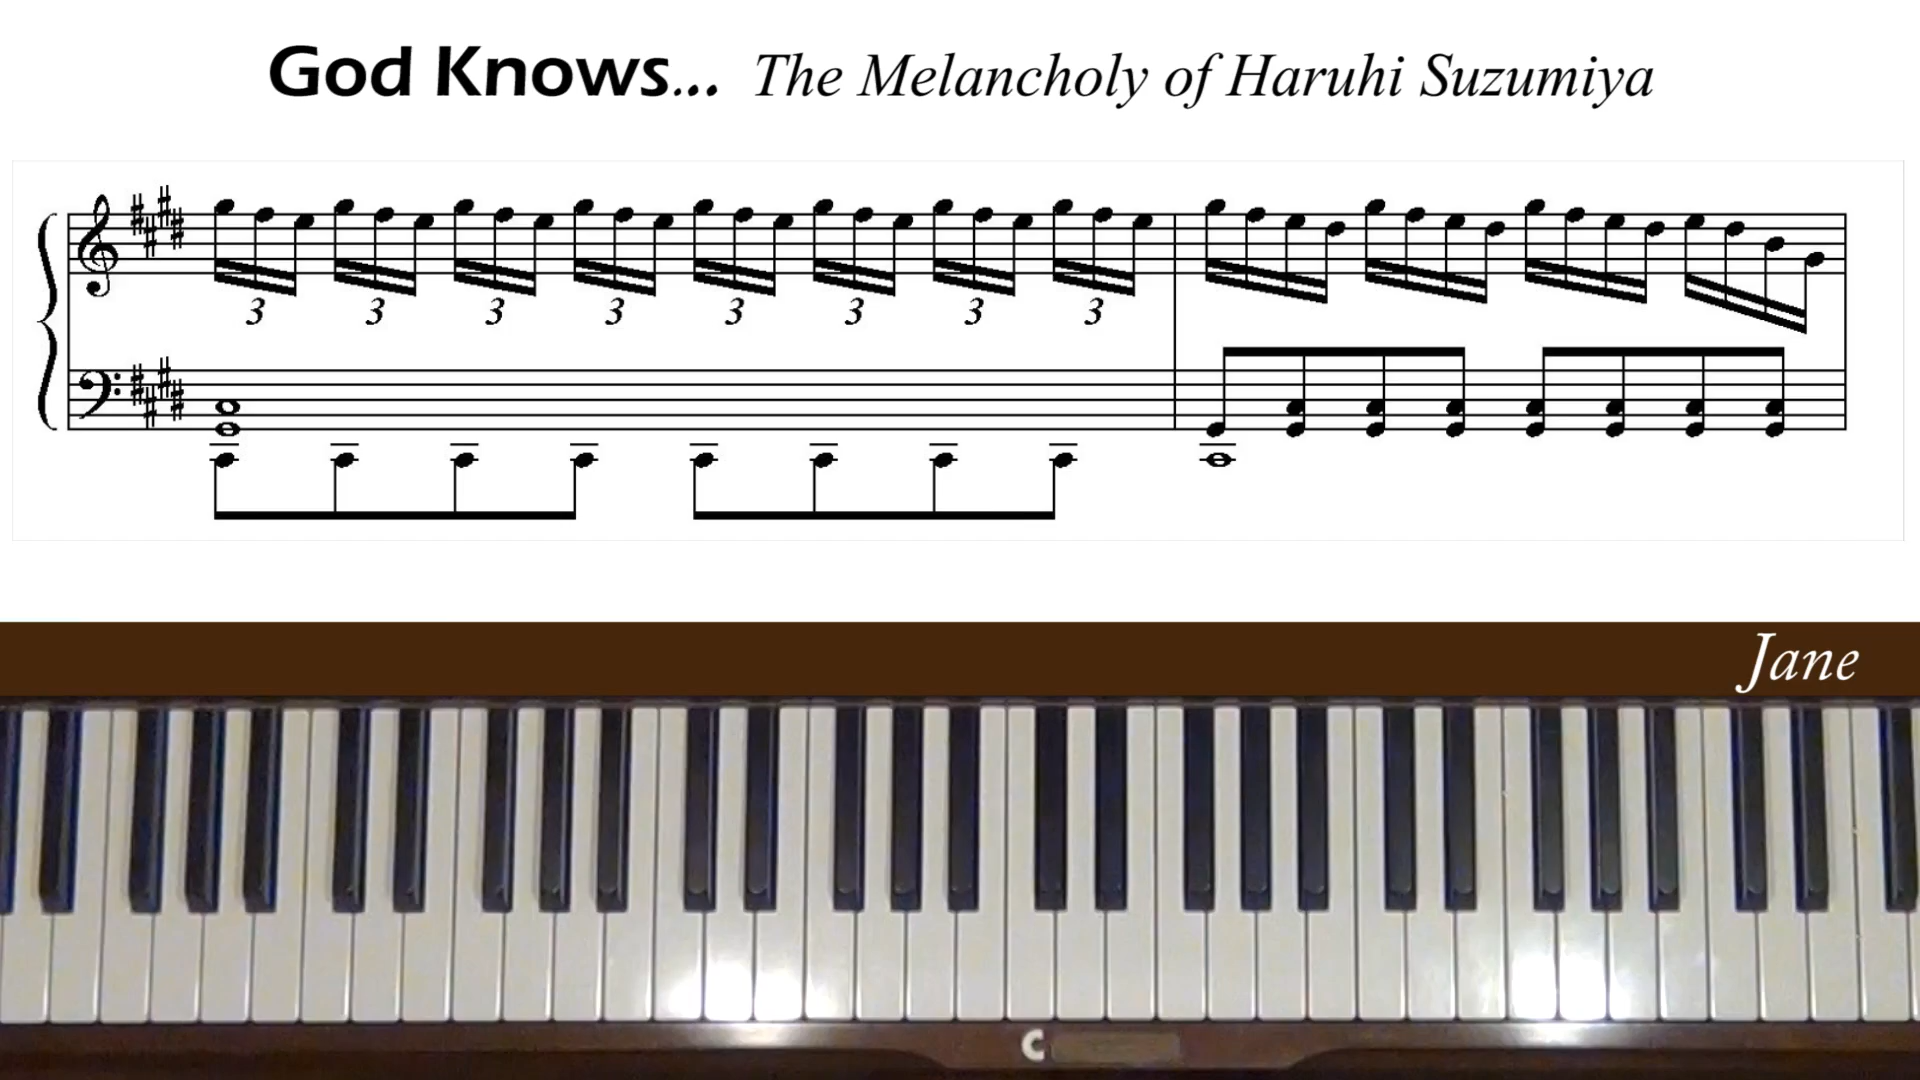 God Knows... The Melancholy of Haruhi Suzumiya
3 3 3 3 3 3 3 3
Jane
C